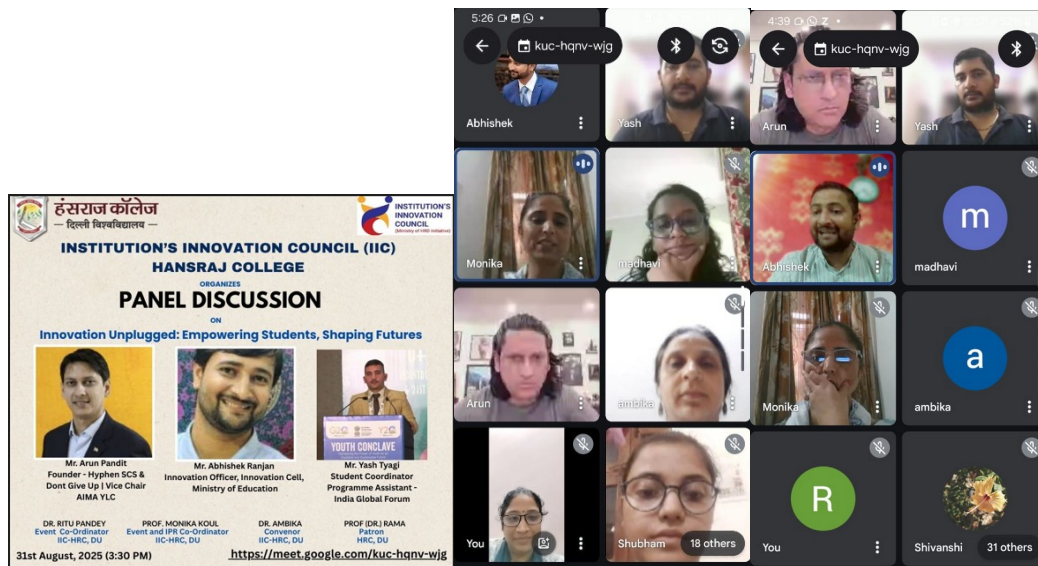 हंसराज कॉलेज
— दिल्ली विश्वविद्यालय —
INSTITUTION'S
INNOVATION
COUNCIL
(Ministry of HRD Initiative)
INSTITUTION'S INNOVATION COUNCIL (IIC)
HANSRAJ COLLEGE
ORGANIZES
PANEL DISCUSSION
ON
Innovation Unplugged: Empowering Students, Shaping Futures
YOUTH CONCLAVE
Mr. Arun Pandit
Founder - Hyphen SCS &
Dont Give Up | Vice Chair
AIMA YLC
Mr. Abhishek Ranjan
Innovation Officer, Innovation Cell,
Ministry of Education
Mr. Yash Tyagi
Student Coordinator
Programme Assistant -
India Global Forum
DR. RITU PANDEY
Event Co-Ordinator
IIC-HRC, DU
PROF. MONIKA KOUL
Event and IPR Co-Ordinator
IIC-HRC, DU
DR. AMBIKA
Convenor
IIC-HRC, DU
PROF (DR.) RAMA
Patron
HRC, DU
31st August, 2025 (3:30 PM)
https://meet.google.com/kuc-hqnv-wjg
5:26
kuc-hqnv-wjg
Abhishek
Yash
Monika
madhavi
Arun
ambika
You
Shubham
18 others
4:39
kuc-hqnv-wjg
Arun
Yash
Abhishek
m
madhavi
Monika
a
ambika
R
You
Shivanshi
31 others